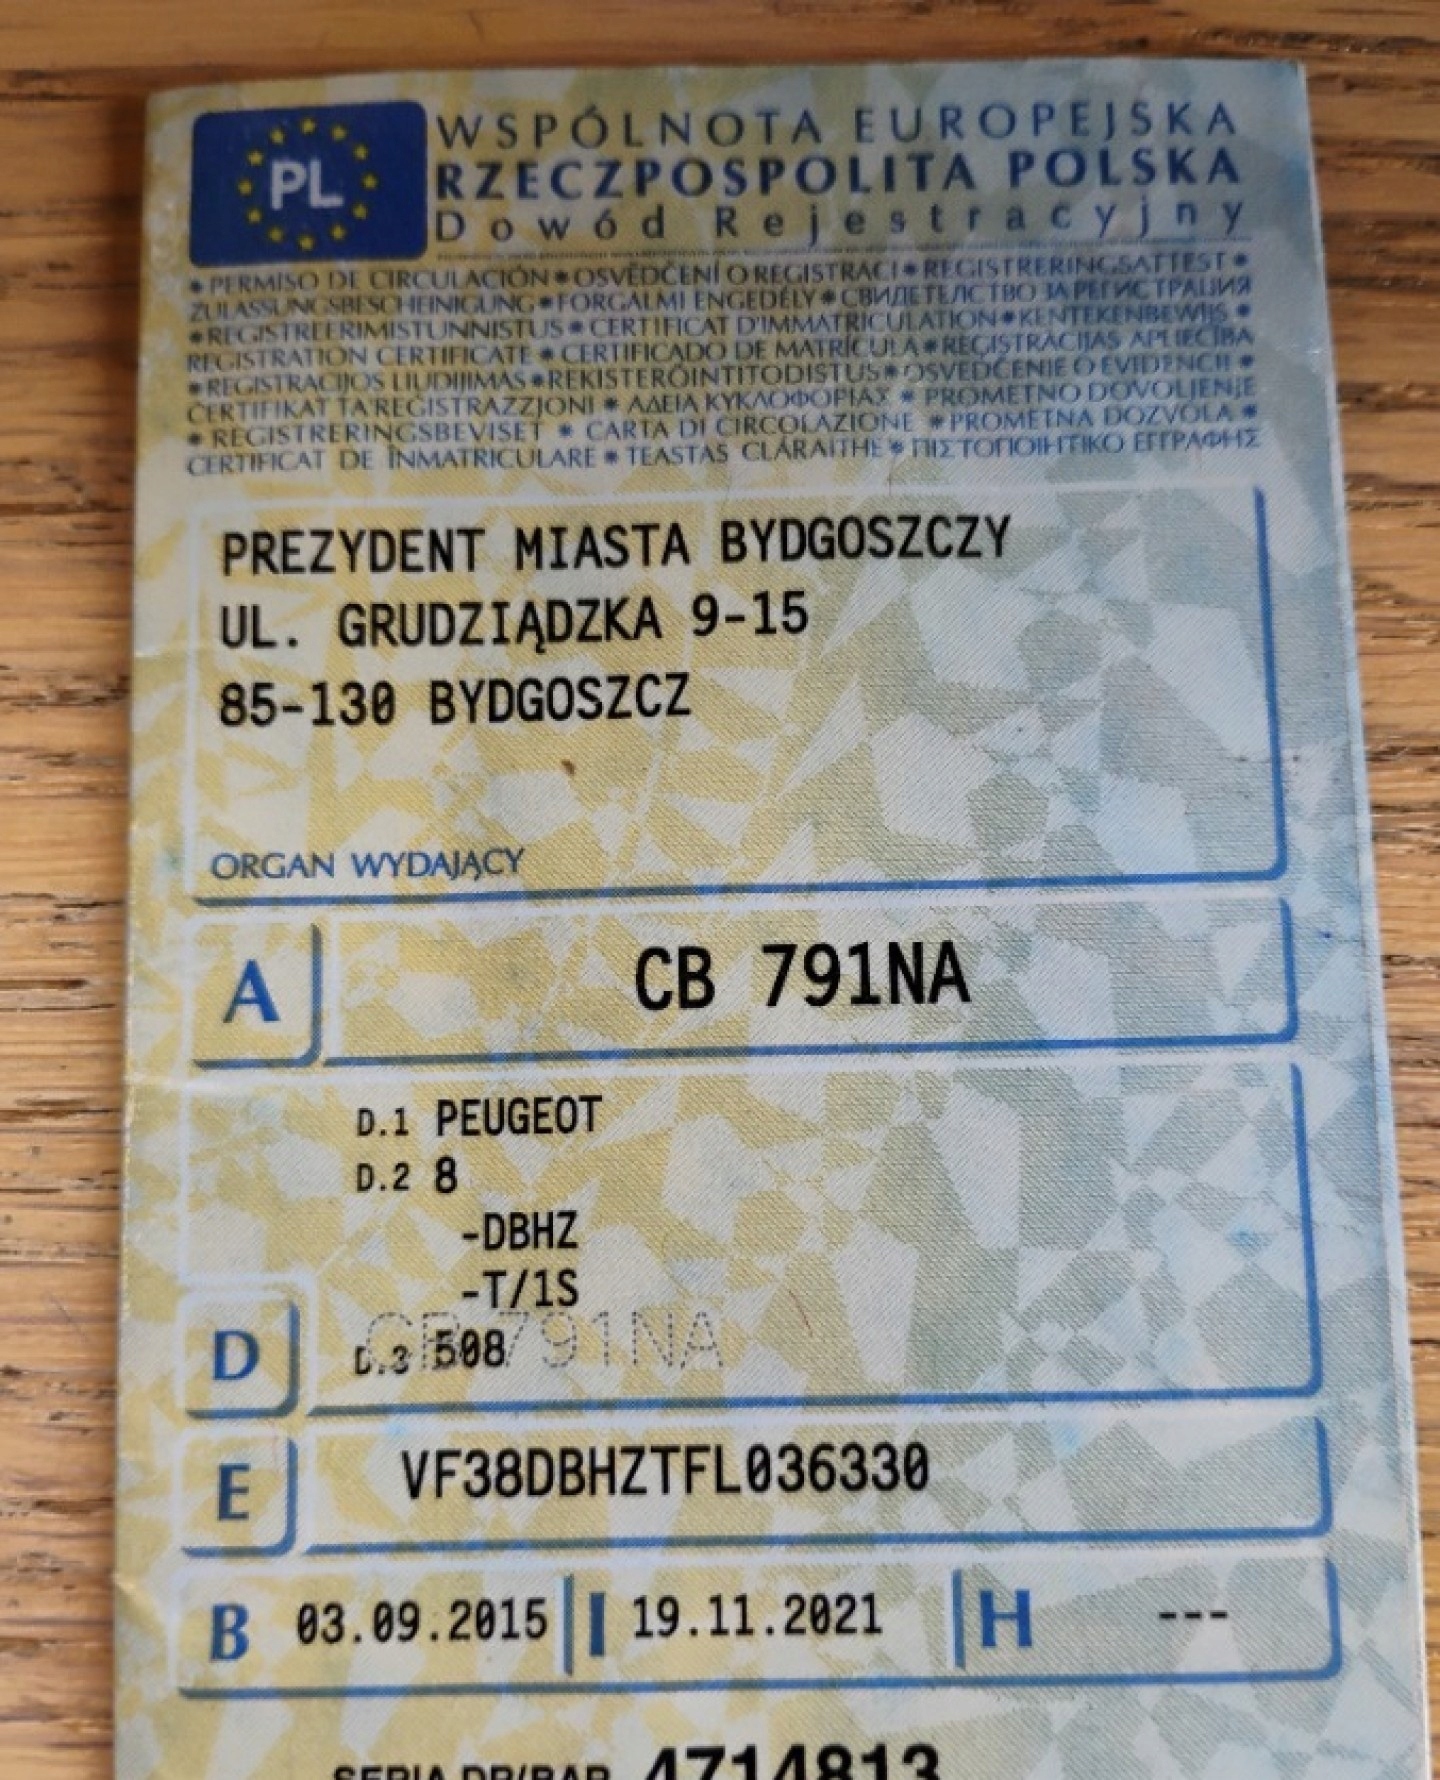 PL
WSPÓLNOTA EUROPEJSKA
RZECZPOSPOLITA POLSKA
Dowód Rejestracyjny
* PERMISO DE CIRCULACIÓN * OSVĚDČENÍ O REGISTRACI * REGISTRERINGSATTEST *
ZULASSUNGSBESCHEINIGUNG * FORGALMI ENGEDÉLY * СВИДЕТЕЛСТВО ЗА РЕГИСТРАЦИЯ
* REGISTREERIMISTUNNISTUS * CERTIFICAT D'IMMATRICULATION * KENTEKENBEWIJS *
REGISTRATION CERTIFICATE * CERTIFICADO DE MATRÍCULA * REĢISTRĀCIJAS APLIECĪBA
* REGISTRACIJOS LIUDIJIMAS * REKISTERÖINTITODISTUS * OSVEDČENIE O EVIDENCII *
ĊERTIFIKAT TA'REĠISTRAZZJONI * ΑΔΕΙΑ ΚΥΚΛΟΦΟΡΙΑΣ * PROMETNO DOVOLJENJE
* REGISTRERINGSBEVISET * CARTA DI CIRCOLAZIONE * PROMETNA DOZVOLA *
CERTIFICAT DE ÎNMATRICULARE * TEASTAS CLÁRAITHE * ΠΙΣΤΟΠΟΙΗΤΙΚΟ ΕΓΓΡΑΦΗΣ
PREZYDENT MIASTA BYDGOSZCZY
UL. GRUDZIĄDZKA 9-15
85-130 BYDGOSZCZ
ORGAN WYDAJĄCY
A CB 791NA
D.1 PEUGEOT
D.2 8
-DBHZ
-T/1S
CB 791NA
D D.3 508
E VF38DBHZTFL036330
B 03.09.2015 I 19.11.2021 H ---
SERIA DR/BAR 4714813